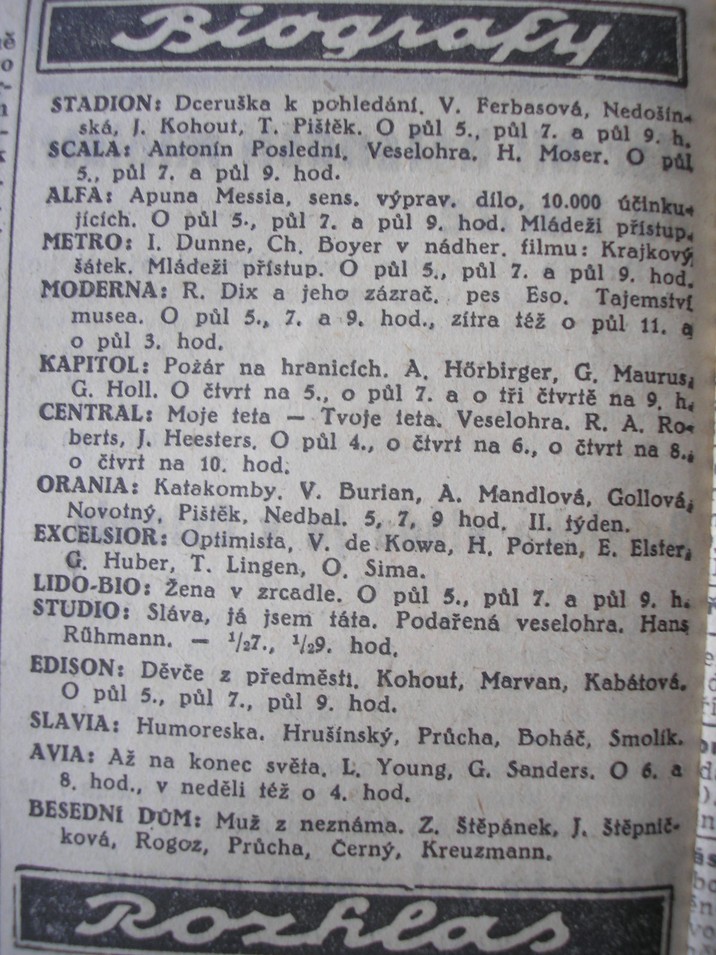 Biografy
STADION: Dceruška k pohledání. V. Ferbasová, Nedošin-
ská, J. Kohout, T. Pištěk. O půl 5., půl 7. a půl 9. h.
SCALA: Antonín Poslední. Veselohra. H. Moser. O půl
5., půl 7. a půl 9. hod.
ALFA: Apuna Messia, sens. výprav. dílo, 10.000 účinku-
jících. O půl 5., půl 7. a půl 9. hod. Mládeži přístup.
METRO: I. Dunne, Ch. Boyer v nádher. filmu: Krajkový
šátek. Mládeži přístup. O půl 5., půl 7. a půl 9. hod.
MODERNA: R. Dix a jeho zázrač. pes Eso. Tajemství
musea. O půl 5., 7. a 9. hod., zítra též o půl 11. a
o půl 3. hod.
KAPITOL: Požár na hranicích. A. Hörbirger, G. Maurus,
G. Holl. O čtvrt na 5., o půl 7. a o tři čtvrtě na 9. h.
CENTRAL: Moje teta — Tvoje teta. Veselohra. R. A. Ro-
berts, J. Heesters. O půl 4., o čtvrt na 6., o čtvrt na 8.,
o čtvrt na 10. hod.
ORANIA: Katakomby. V. Burian, A. Mandlová, Gollová,
Novotný, Pištěk, Nedbal. 5, 7, 9 hod. II. týden.
EXCELSIOR: Optimista, V. de Kowa, H. Porten, E. Elster,
G. Huber, T. Lingen, O. Sima.
LIDO-BIO: Žena v zrcadle. O půl 5., půl 7. a půl 9. h.
STUDIO: Sláva, já jsem táta. Podařená veselohra. Hans
Rűhmann. — 1/27., 1/29. hod.
EDISON: Děvče z předměstí. Kohout, Marvan, Kabátová.
O půl 5., půl 7., půl 9. hod.
SLAVIA: Humoreska. Hrušínský, Průcha, Boháč, Smolík.
AVIA: Až na konec světa. L. Young, G. Sanders. O 6. a
8. hod., v neděli též o 4. hod.
BESEDNÍ DŮM: Muž z neznáma. Z. Štěpánek, J. Štěpnič-
ková, Rogoz, Průcha, Černý, Kreuzmann.
Rozhlas